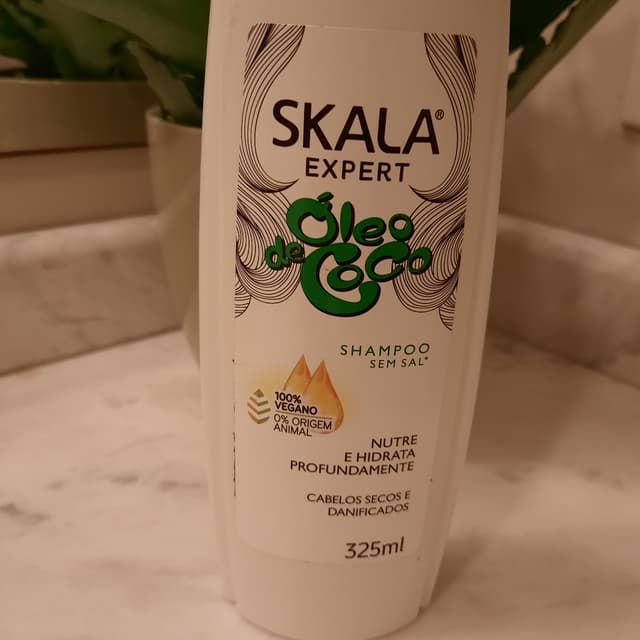 SKALA®
EXPERT
Óleo
de Coco
SHAMPOO
SEM SAL*
100%
VEGANO
0% ORIGEM
ANIMAL
NUTRE
E HIDRATA
PROFUNDAMENTE
CABELOS SECOS E
DANIFICADOS
325ml